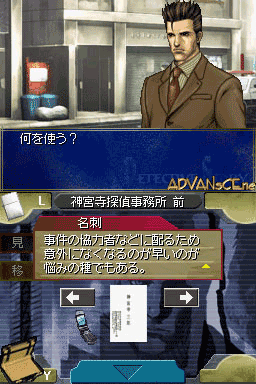 何を使う？
ADVANsCEne
L
神宮寺探偵事務所 前
名刺
見
移
事件の協力者などに配るため
意外になくなるのが早いのが
悩みの種でもある。
Y